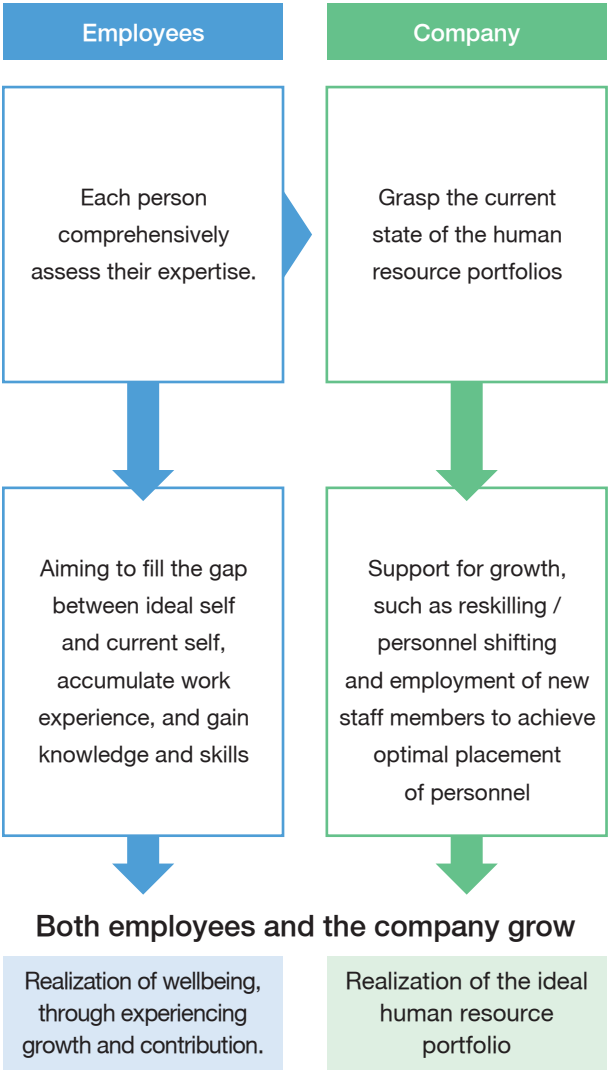 Employees
Company
Each person
comprehensively
assess their expertise.
Grasp the current
state of the human
resource portfolios
Aiming to fill the gap
between ideal self
and current self,
accumulate work
experience, and gain
knowledge and skills
Support for growth,
such as reskilling /
personnel shifting
and employment of new
staff members to achieve
optimal placement
of personnel
Both employees and the company grow
Realization of wellbeing,
through experiencing
growth and contribution.
Realization of the ideal
human resource
portfolio